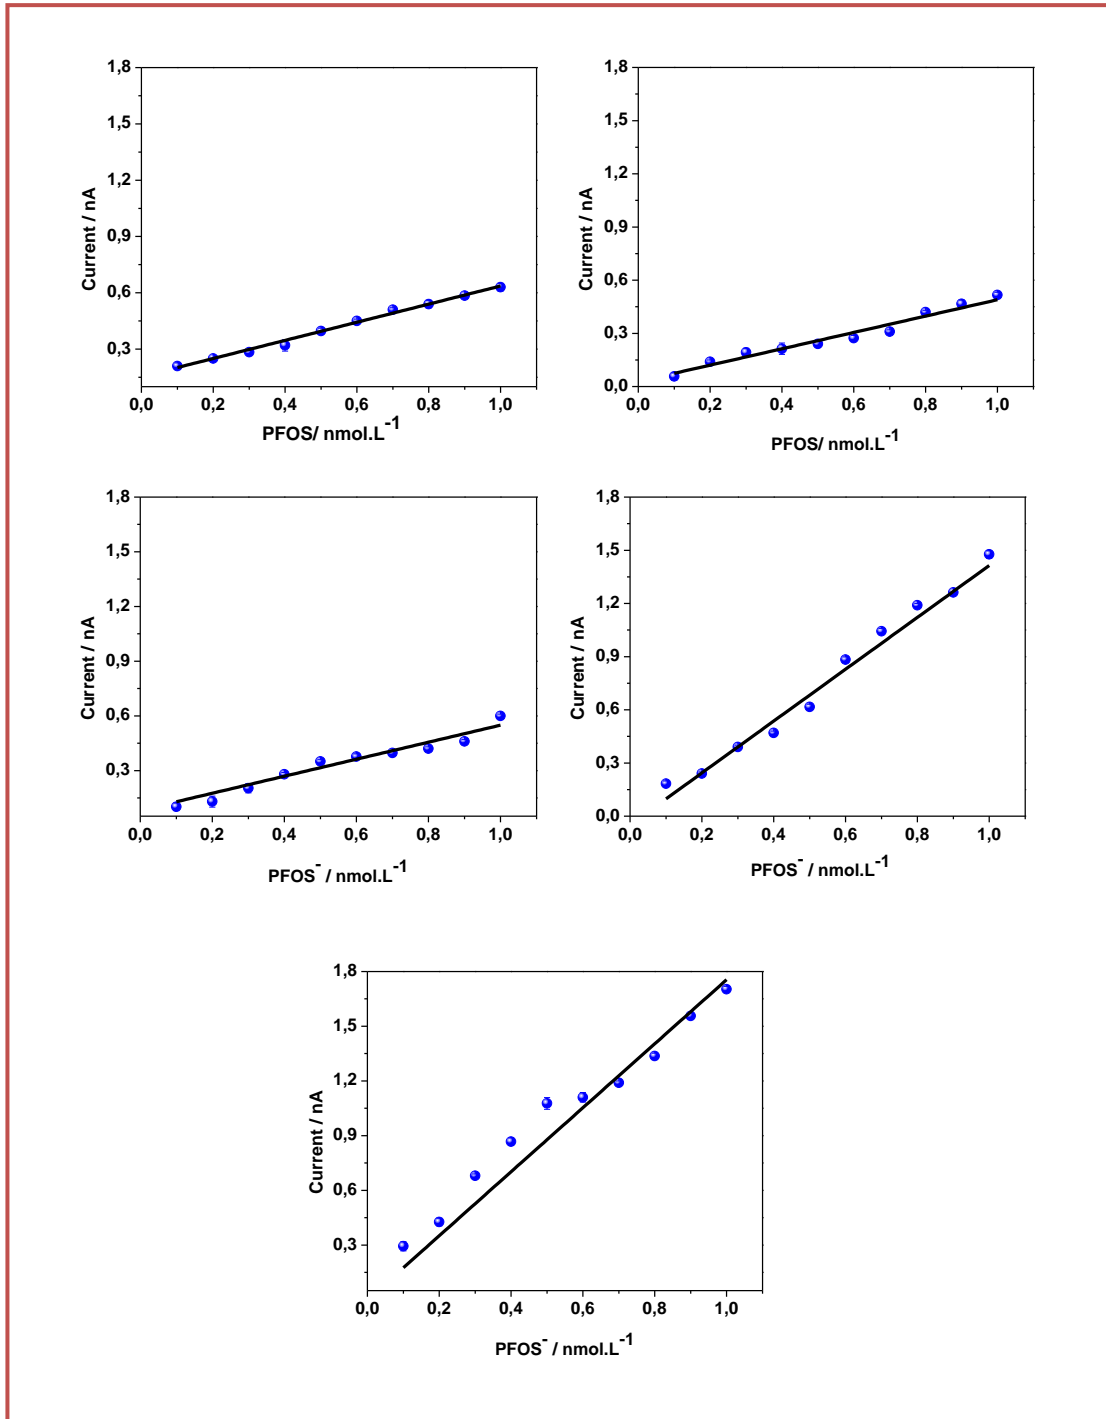 1,8
1,5
1,2
0,9
0,6
0,3
Current / nA
0,0 0,2 0,4 0,6 0,8 1,0
PFOS/ nmol.L-1
1,8
1,5
1,2
0,9
0,6
0,3
0,0
Current / nA
0,0 0,2 0,4 0,6 0,8 1,0
PFOS/ nmol.L-1
1,8
1,5
1,2
0,9
0,6
0,3
Current / nA
0,0 0,2 0,4 0,6 0,8 1,0
PFOS- / nmol.L-1
1,8
1,5
1,2
0,9
0,6
0,3
0,0
Current / nA
0,0 0,2 0,4 0,6 0,8 1,0
PFOS- / nmol.L-1
1,8
1,5
1,2
0,9
0,6
0,3
Current / nA
0,0 0,2 0,4 0,6 0,8 1,0
PFOS- / nmol.L-1